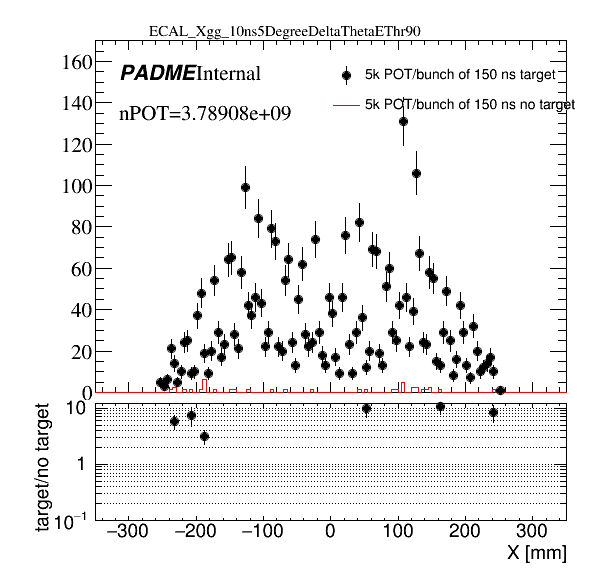 ECAL_Xgg_10ns5DegreeDeltaThetaEThr90
PADME Internal
5k POT/bunch of 150 ns target
nPOT=3.78908e+09
5k POT/bunch of 150 ns no target
160
140
120
100
80
60
40
20
0
target/no target
10
1
10⁻¹
−300 −200 −100 0 100 200 300
X [mm]